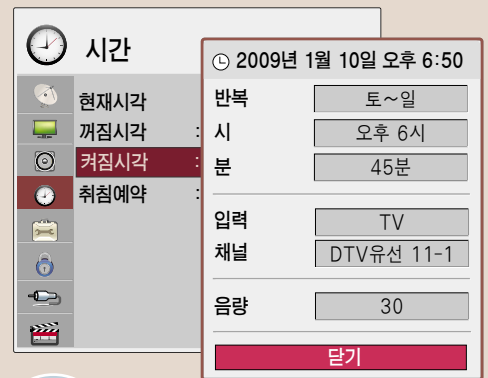 시간
현재시각
꺼짐시각 :
켜짐시각 :
취침예약 :
2009년 1월 10일 오후 6:50
반복 토~일
시 오후 6시
분 45분
입력 TV
채널 DTV유선 11-1
음량 30
닫기